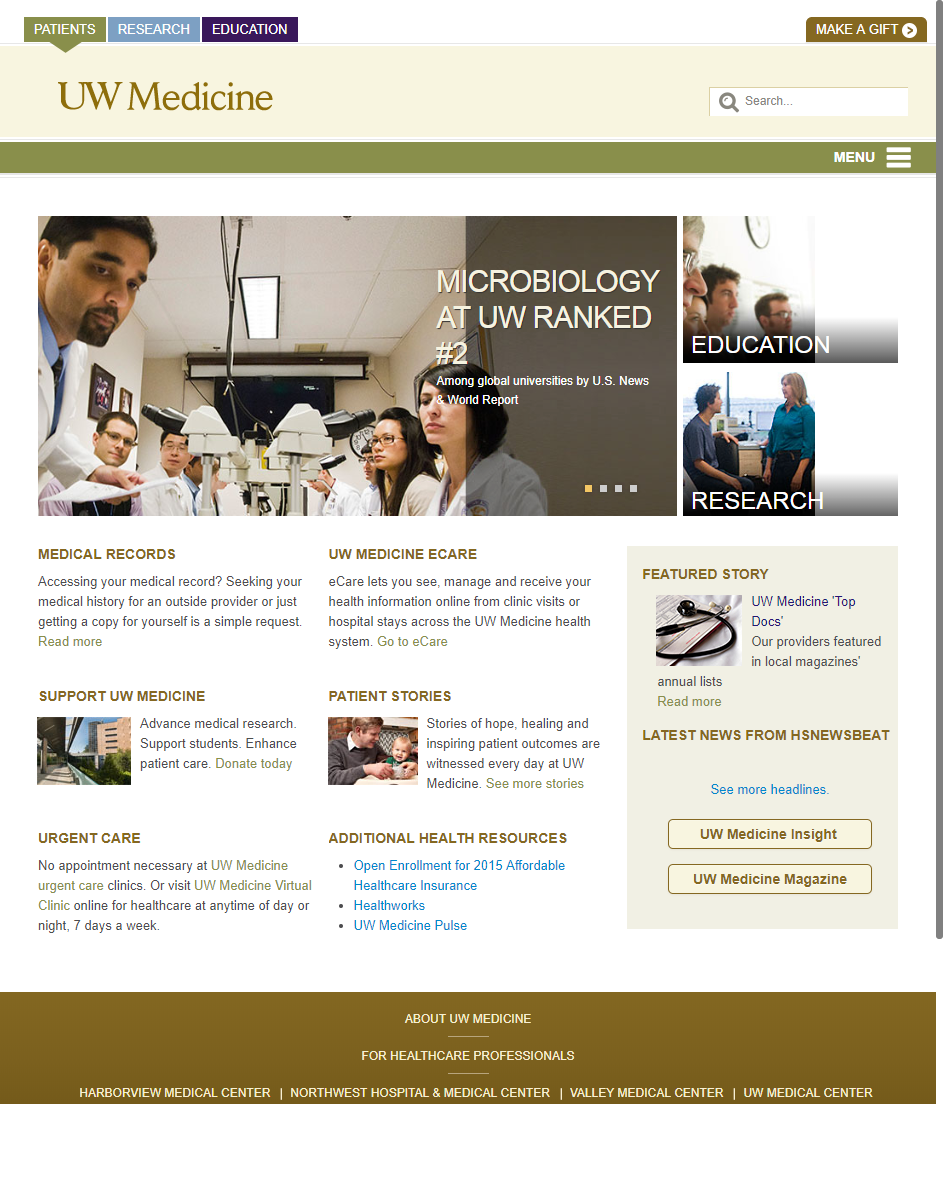 PATIENTS RESEARCH EDUCATION
MAKE A GIFT
UW Medicine
Search...
MENU
MICROBIOLOGY
AT UW RANKED
#2
Among global universities by U.S. News
& World Report
EDUCATION
RESEARCH
MEDICAL RECORDS
Accessing your medical record? Seeking your
medical history for an outside provider or just
getting a copy for yourself is a simple request.
Read more
UW MEDICINE ECARE
eCare lets you see, manage and receive your
health information online from clinic visits or
hospital stays across the UW Medicine health
system. Go to eCare
FEATURED STORY
UW Medicine 'Top
Docs'
Our providers featured
in local magazines'
annual lists
Read more
SUPPORT UW MEDICINE
Advance medical research.
Support students. Enhance
patient care. Donate today
PATIENT STORIES
Stories of hope, healing and
inspiring patient outcomes are
witnessed every day at UW
Medicine. See more stories
LATEST NEWS FROM HSNEWSBEAT
See more headlines.
UW Medicine Insight
UW Medicine Magazine
URGENT CARE
No appointment necessary at UW Medicine
urgent care clinics. Or visit UW Medicine Virtual
Clinic online for healthcare at anytime of day or
night, 7 days a week.
ADDITIONAL HEALTH RESOURCES
• Open Enrollment for 2015 Affordable
Healthcare Insurance
• Healthworks
• UW Medicine Pulse
ABOUT UW MEDICINE
FOR HEALTHCARE PROFESSIONALS
HARBORVIEW MEDICAL CENTER | NORTHWEST HOSPITAL & MEDICAL CENTER | VALLEY MEDICAL CENTER | UW MEDICAL CENTER